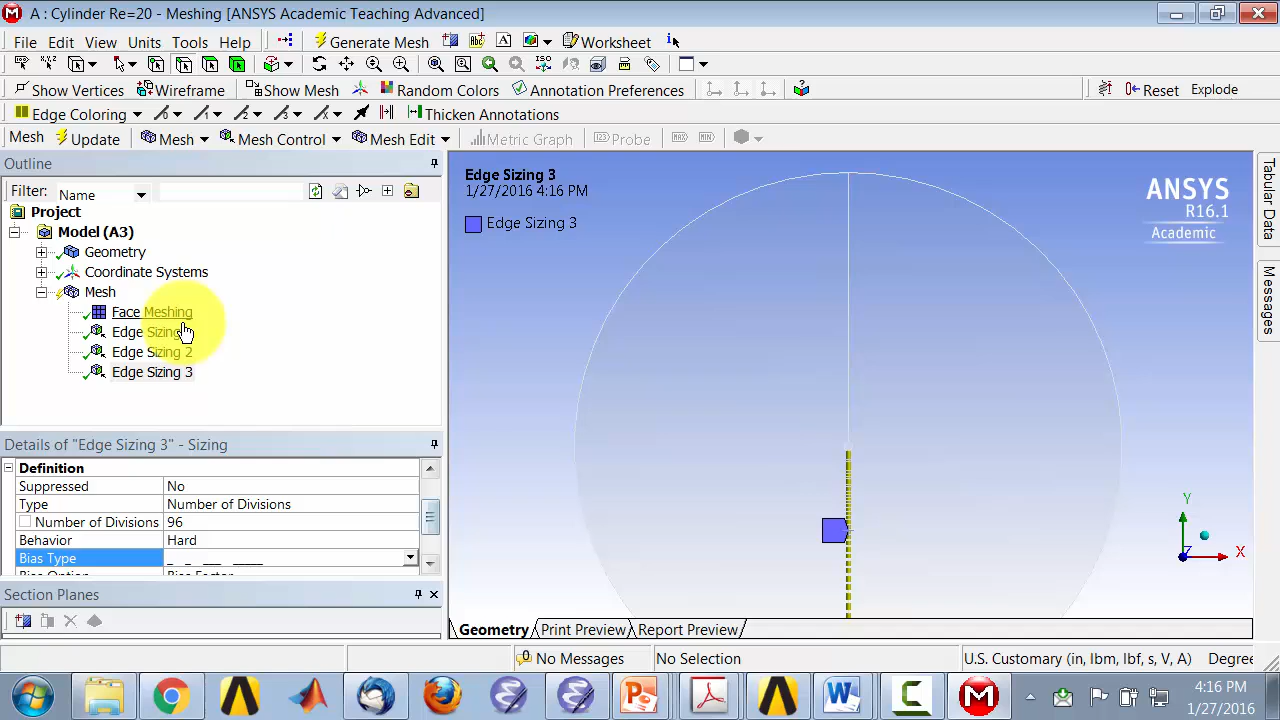 A : Cylinder Re=20 - Meshing [ANSYS Academic Teaching Advanced]
File Edit View Units Tools Help Generate Mesh Worksheet
Show Vertices Wireframe Show Mesh Random Colors Annotation Preferences Reset Explode
Edge Coloring Thicken Annotations
Mesh Update Mesh Mesh Control Mesh Edit Metric Graph Probe
Outline
Filter: Name
Project
Model (A3)
Geometry
Coordinate Systems
Mesh
Face Meshing
Edge Sizing
Edge Sizing 2
Edge Sizing 3
Details of "Edge Sizing 3" - Sizing
Definition
Suppressed No
Type Number of Divisions
Number of Divisions 96
Behavior Hard
Bias Type
Bias Option Bias Factor
Section Planes
Edge Sizing 3
1/27/2016 4:16 PM
Edge Sizing 3
ANSYS
R16.1
Academic
Y
Z
X
Tabular Data
Messages
Geometry Print Preview Report Preview
0 No Messages No Selection U.S. Customary (in, lbm, lbf, s, V, A) Degree
4:16 PM
1/27/2016